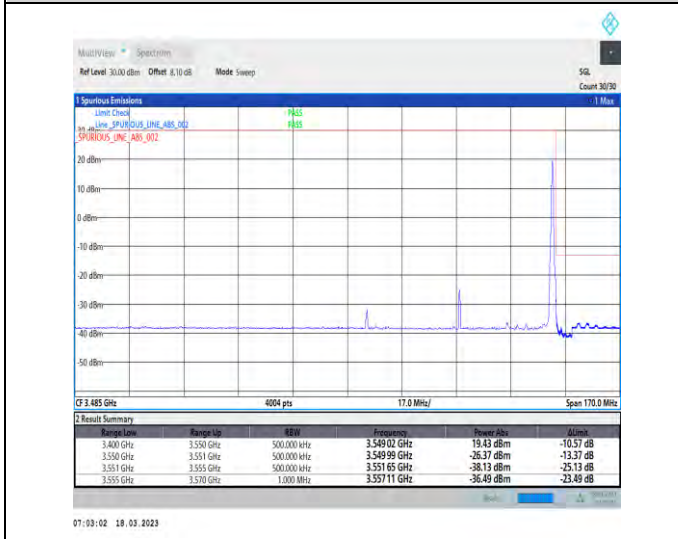 MultiView Spectrum
Ref Level 30.00 dBm Offset 8.10 dB Mode Sweep SGL
Count 30/30
1 Spurious Emissions 1 Max
Limit Check PASS
Line _SPURIOUS_LINE_ABS_002 PASS
_SPURIOUS_LINE_ABS_002
20 dBm
10 dBm
0 dBm
-10 dBm
-20 dBm
-30 dBm
-40 dBm
-50 dBm
CF 3.485 GHz 4004 pts 17.0 MHz/ Span 170.0 MHz
2 Result Summary
Range Low Range Up RBW Frequency Power Abs ΔLimit
3.400 GHz 3.550 GHz 500.000 kHz 3.549 02 GHz 19.43 dBm -10.57 dB
3.550 GHz 3.551 GHz 500.000 kHz 3.549 99 GHz -26.37 dBm -13.37 dB
3.551 GHz 3.555 GHz 500.000 kHz 3.551 65 GHz -38.13 dBm -25.13 dB
3.555 GHz 3.570 GHz 1.000 MHz 3.557 11 GHz -36.49 dBm -23.49 dB
07:03:02 18.03.2023